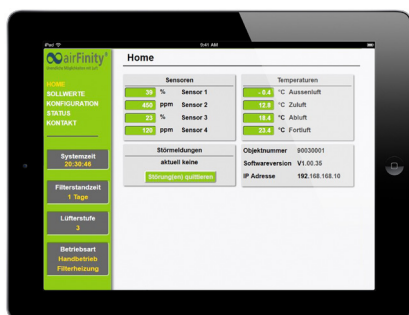 iPad
9:41 AM
airFinity
Home
HOME
SOLLWERTE
KONFIGURATION
STATUS
KONTAKT
Systemzeit
20:30:46
Filterstandzeit
1 Tage
Lüfterstufe
3
Betriebsart
Handbetrieb
Filterheizung
Sensoren
39 % Sensor 1
450 ppm Sensor 2
23 % Sensor 3
120 ppm Sensor 4
Temperaturen
°C Aussenluft
12.9 °C Zuluft
18.4 °C Abluft
23.4 °C Fortluft
Störmeldungen
aktuell keine
Störung(en) quittieren
Objektnummer 90030001
Softwareversion V1.00.35
IP Adresse 192.168.168.10